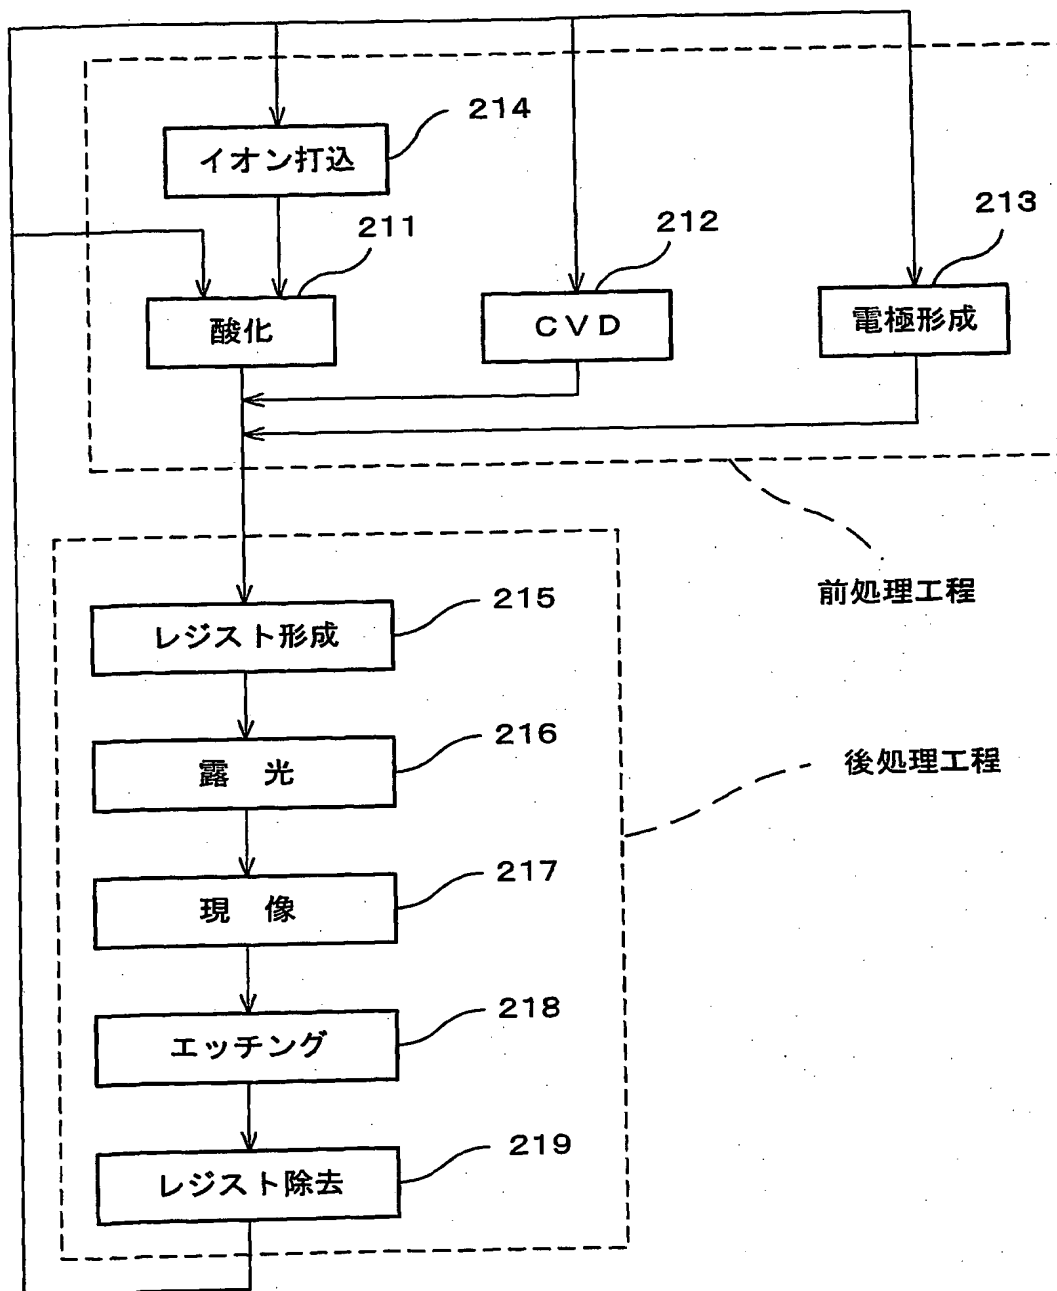 214
イオン打込
211
212
213
酸化
CVD
電極形成
前処理工程
215
レジスト形成
216
露 光
後処理工程
217
現 像
218
エッチング
219
レジスト除去